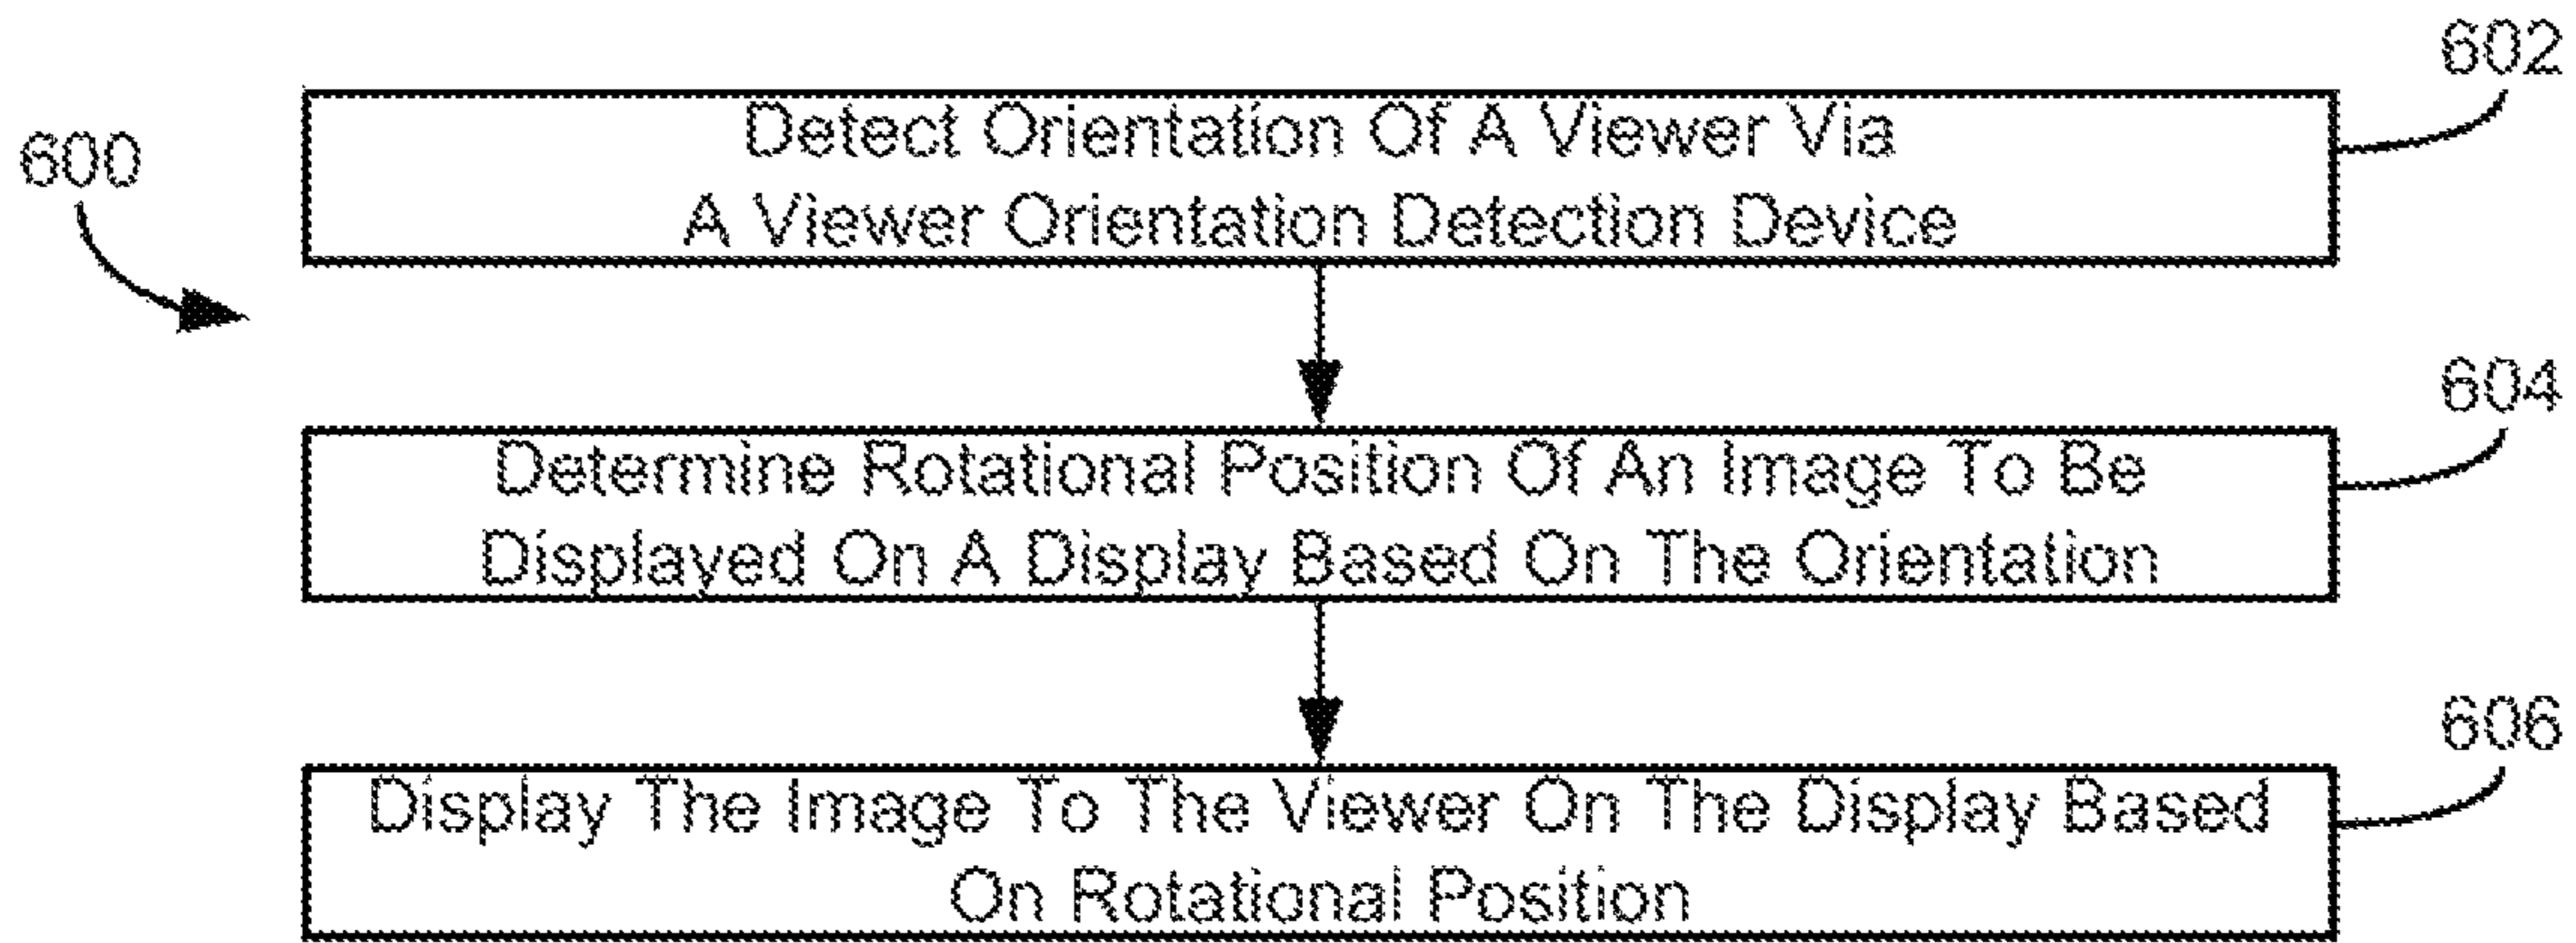 602
600
Detect Orientation Of A Viewer Via
A Viewer Orientation Detection Device
604
Determine Rotational Position Of An Image To Be
Displayed On A Display Based On The Orientation
606
Display The Image To The Viewer On The Display Based
On Rotational Position